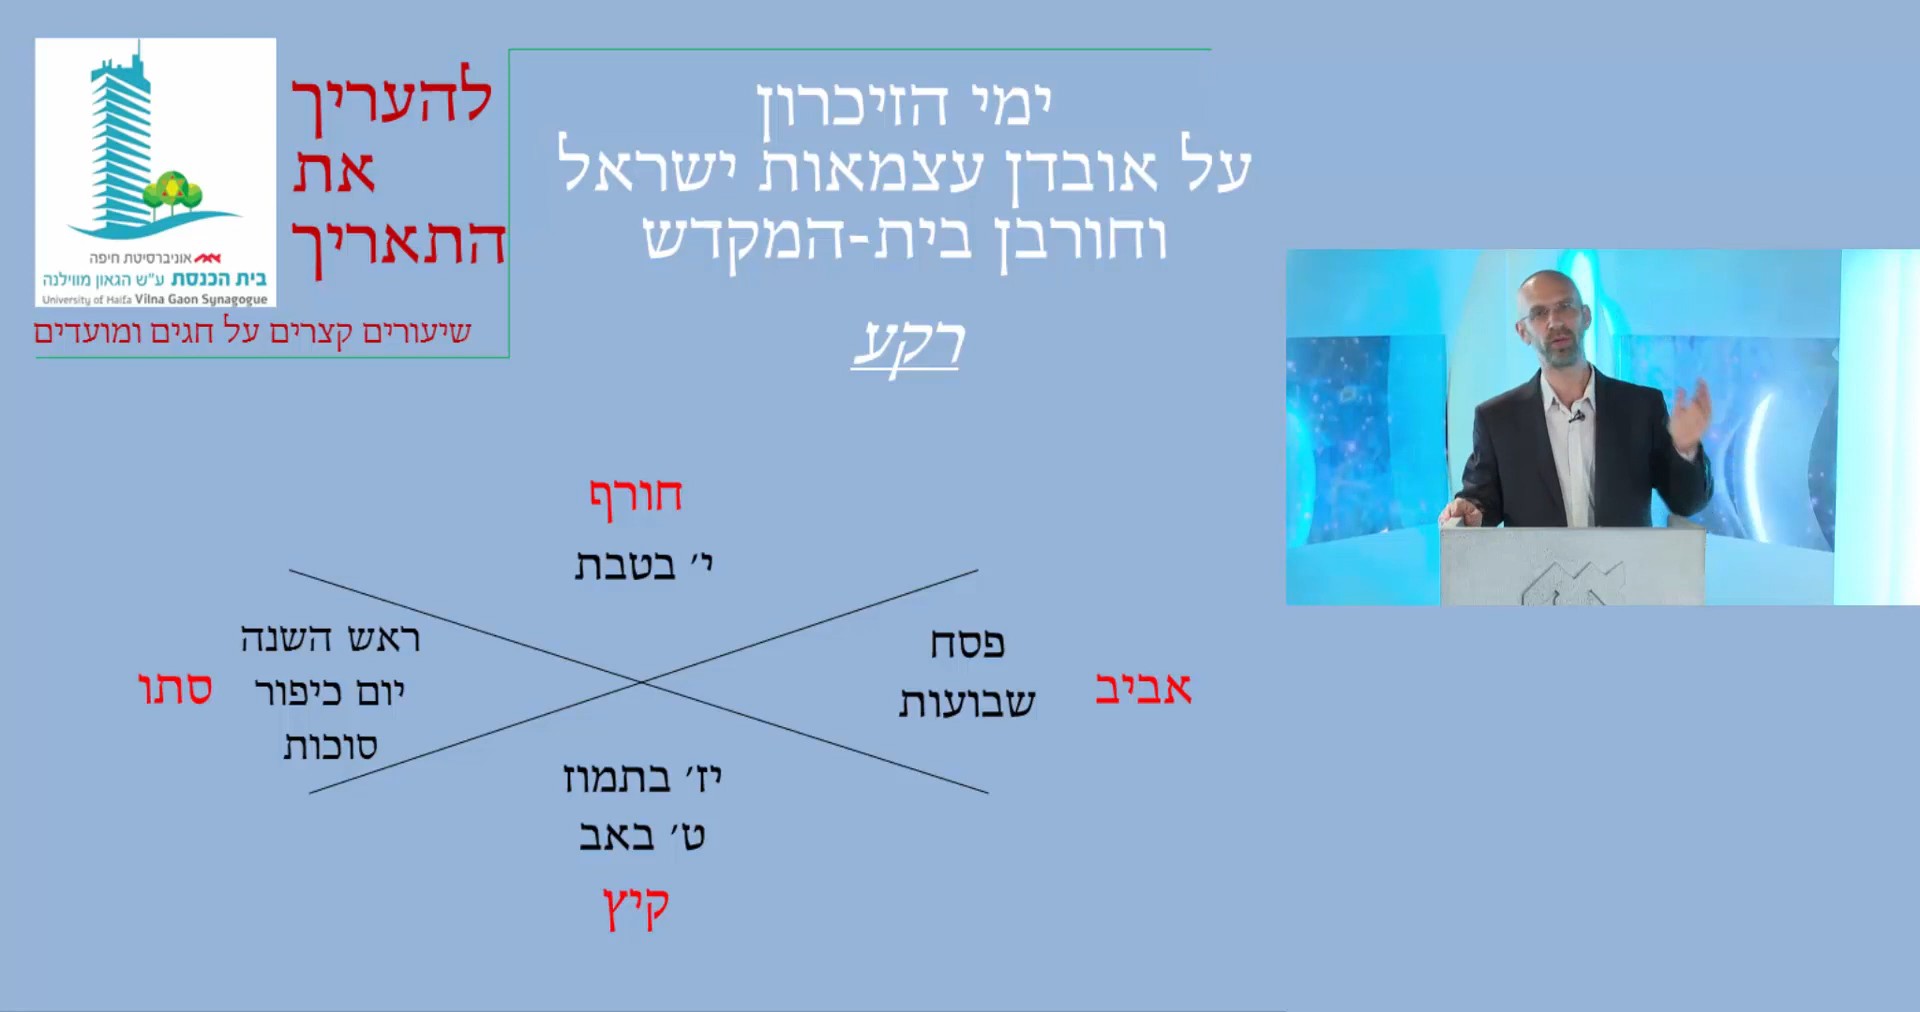 להעריך
את
התאריך
אוניברסיטת חיפה
בית הכנסת ע"ש הגאון מווילנה
University of Haifa Vilna Gaon Synagogue
שיעורים קצרים על חגים ומועדים
ימי הזיכרון
על אובדן עצמאות ישראל
וחורבן בית-המקדש
רקע
חורף
י׳ בטבת
פסח
שבועות
אביב
ראש השנה
יום כיפור
סוכות
סתו
יז׳ בתמוז
ט׳ באב
קיץ